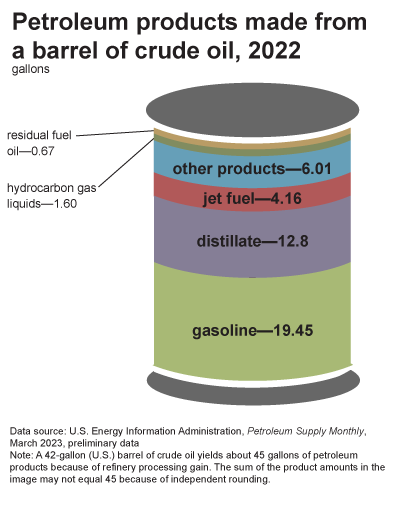 Petroleum products made from
a barrel of crude oil, 2022
gallons
residual fuel
oil—0.67
hydrocarbon gas
liquids—1.60
other products—6.01
jet fuel—4.16
distillate—12.8
gasoline—19.45
Data source: U.S. Energy Information Administration, Petroleum Supply Monthly,
March 2023, preliminary data
Note: A 42-gallon (U.S.) barrel of crude oil yields about 45 gallons of petroleum
products because of refinery processing gain. The sum of the product amounts in the
image may not equal 45 because of independent rounding.